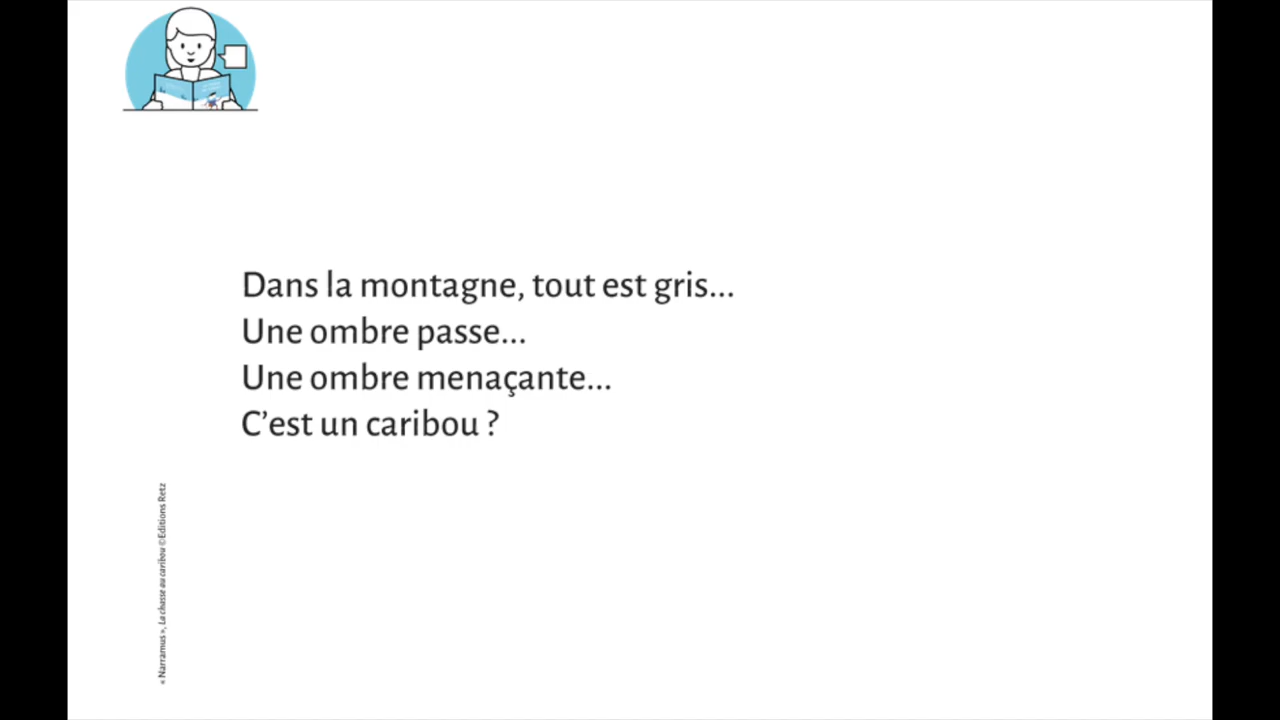 Dans la montagne, tout est gris...
Une ombre passe...
Une ombre menaçante...
C’est un caribou ?
« Narramus », La chasse au caribou ©Editions Retz